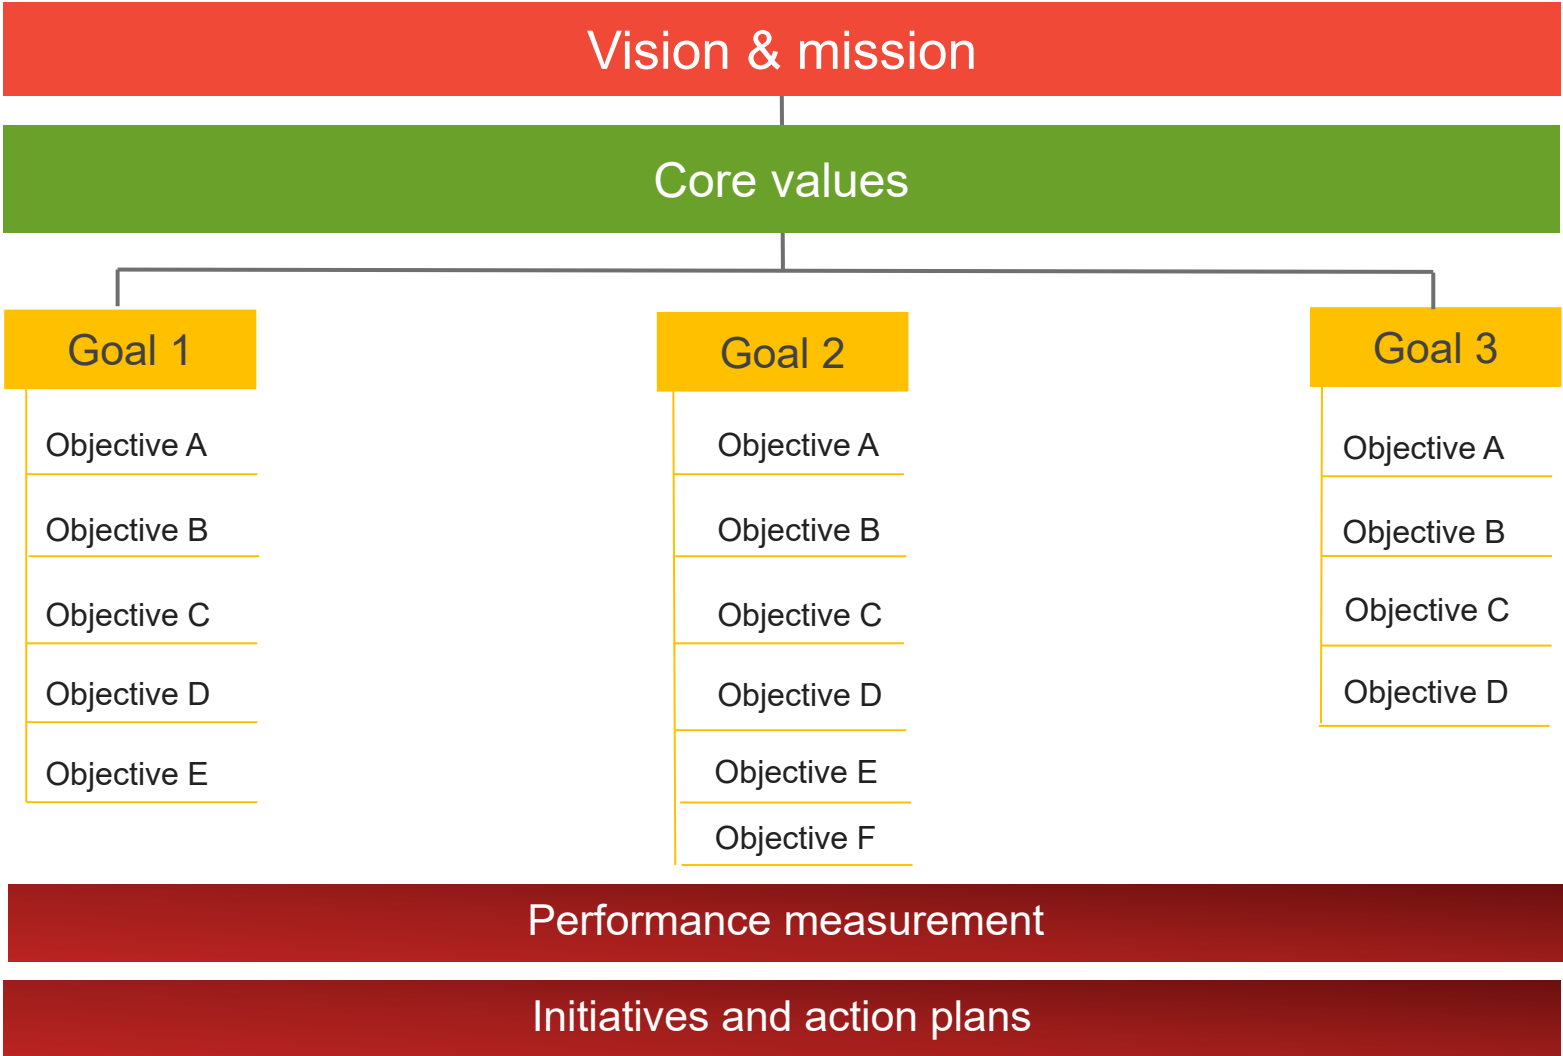 Vision & mission
Core values
Goal 1
Objective A
Objective B
Objective C
Objective D
Objective E
Goal 2
Objective A
Objective B
Objective C
Objective D
Objective E
Objective F
Goal 3
Objective A
Objective B
Objective C
Objective D
Performance measurement
Initiatives and action plans